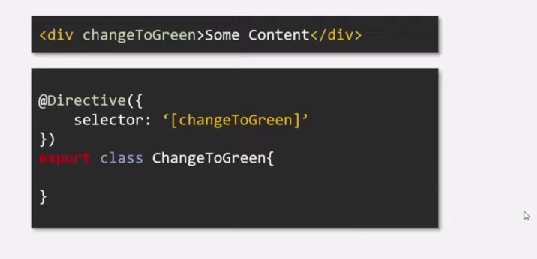 <div changeToGreen>Some Content</div>
@Directive({
selector: ‘[changeToGreen]’
})
export class ChangeToGreen{
}